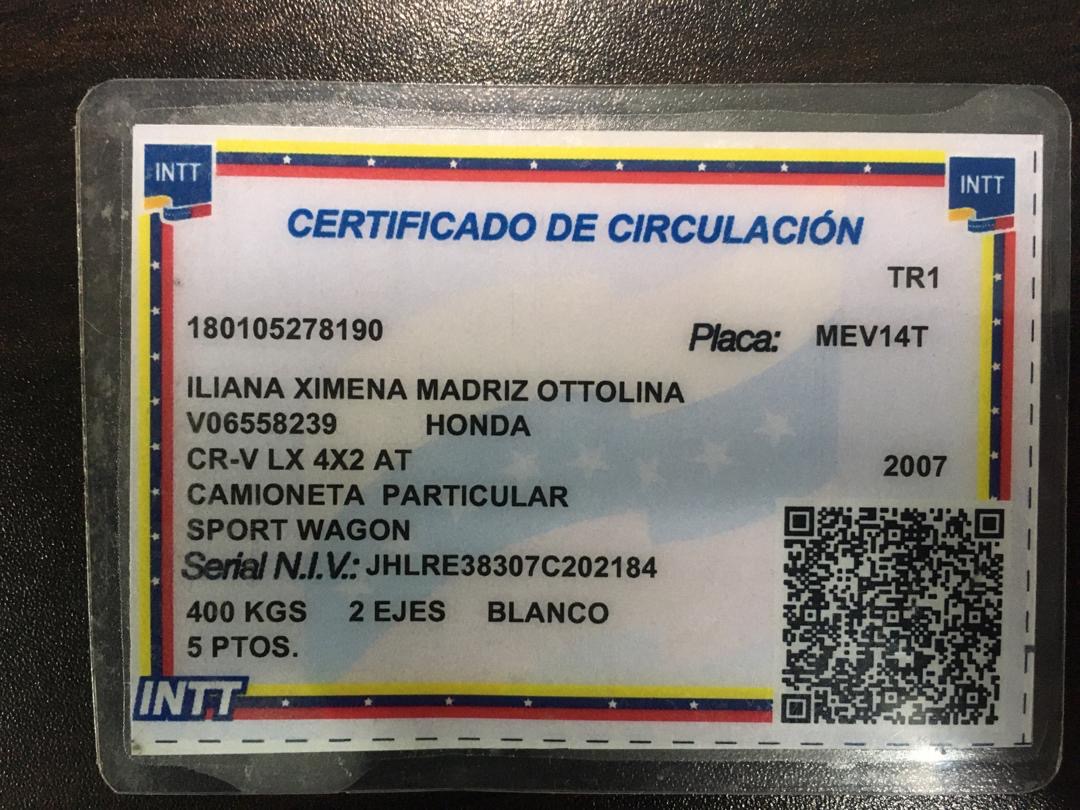 INTT
INTT
CERTIFICADO DE CIRCULACIÓN
TR1
180105278190 Placa: MEV14T
ILIANA XIMENA MADRIZ OTTOLINA
V06558239 HONDA
CR-V LX 4X2 AT 2007
CAMIONETA PARTICULAR
SPORT WAGON
Serial N.I.V.: JHLRE38307C202184
400 KGS 2 EJES BLANCO
5 PTOS.
INTT